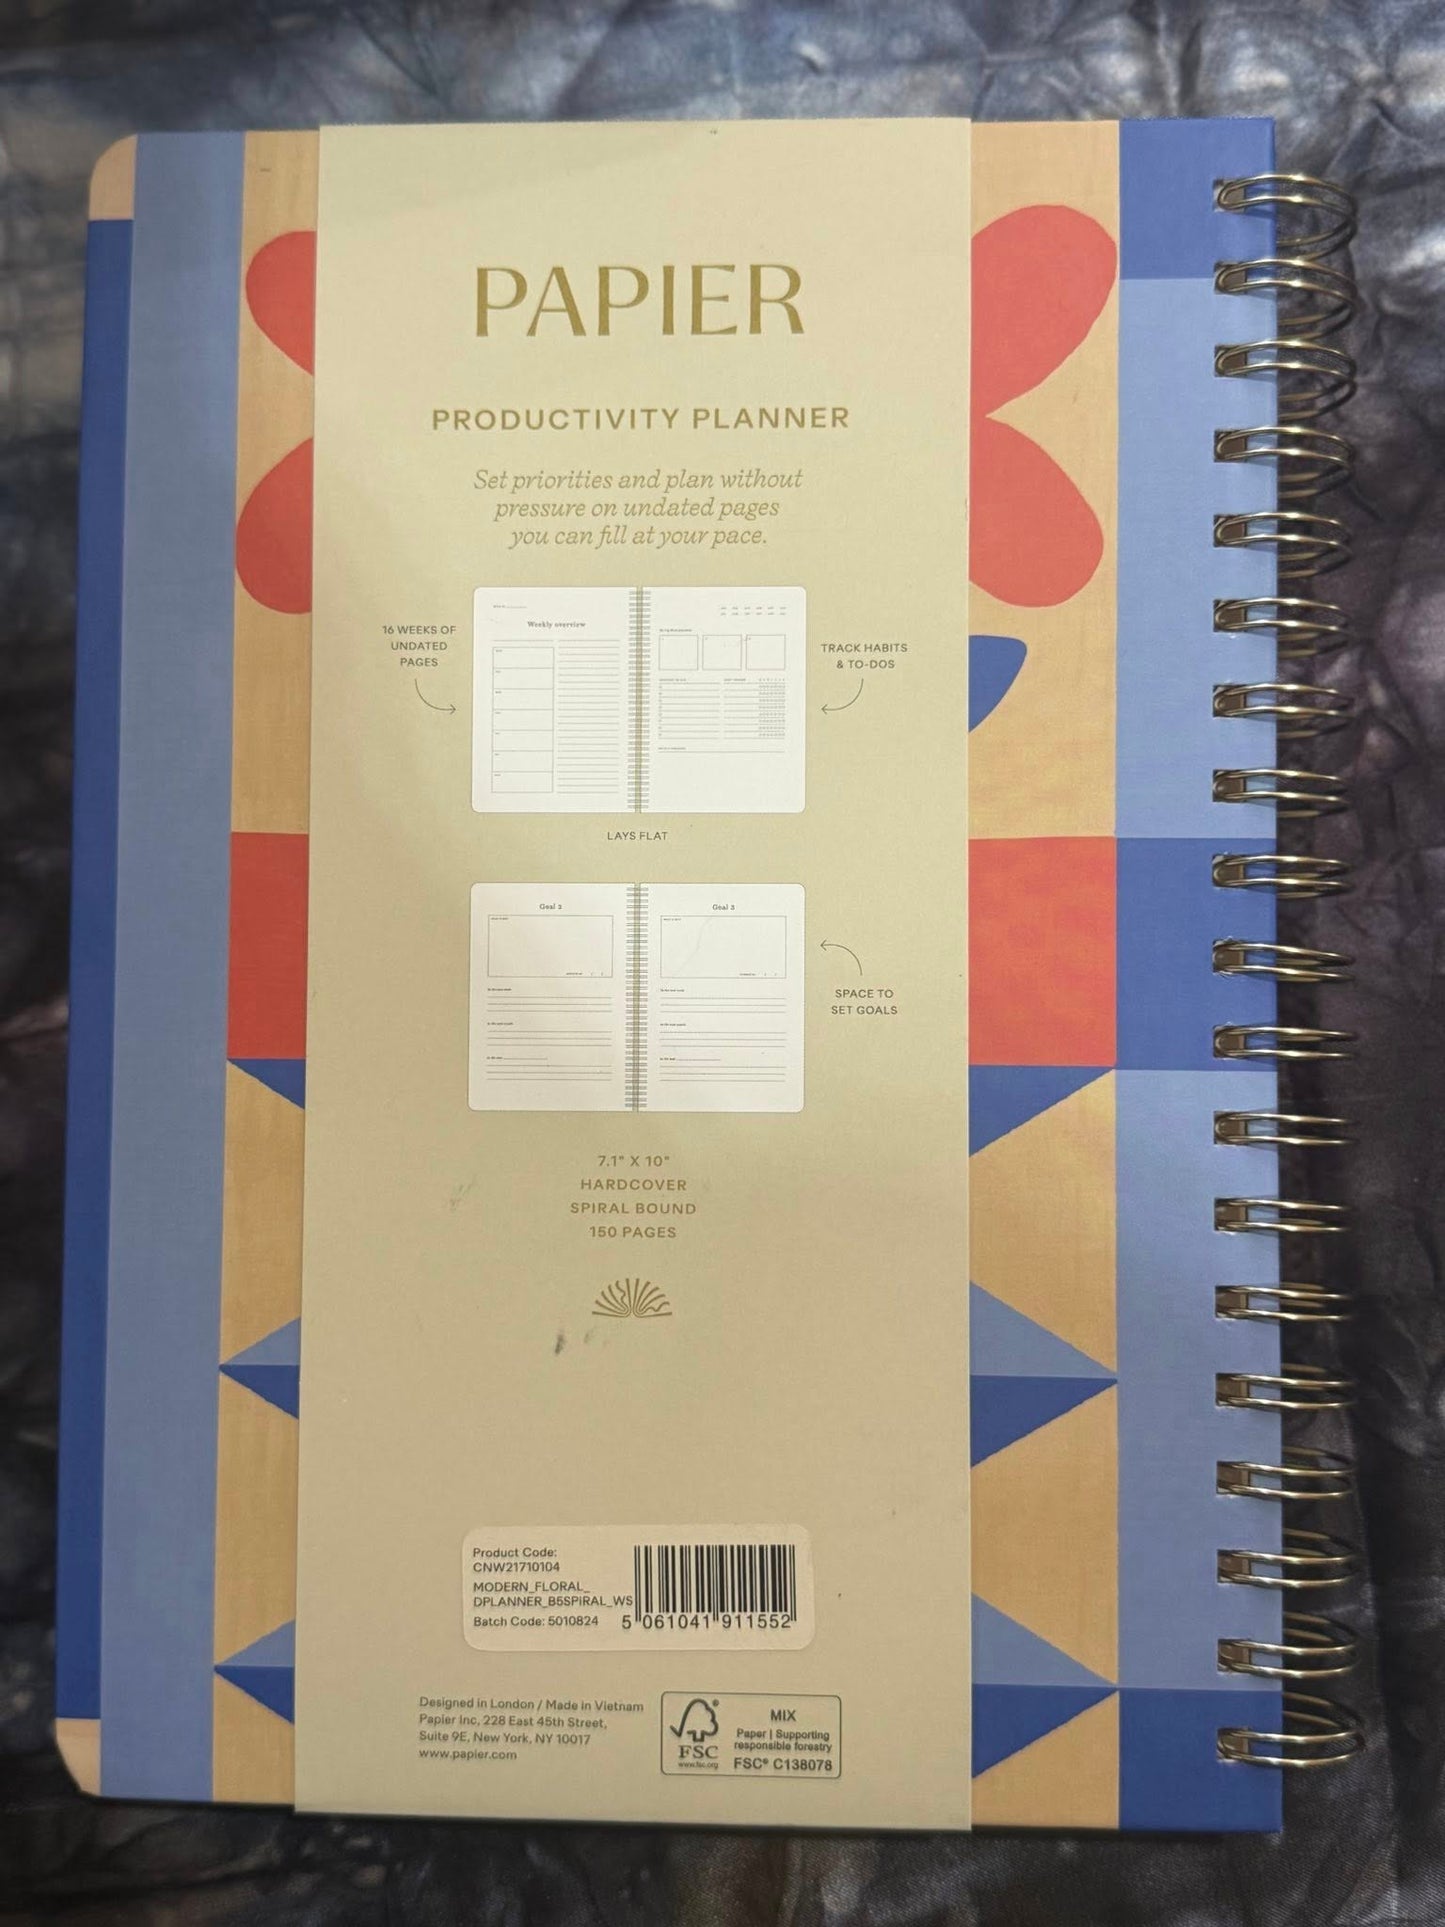 PAPIER
PRODUCTIVITY PLANNER
Set priorities and plan without
pressure on undated pages
you can fill at your pace.
16 WEEKS OF
UNDATED
PAGES
Weekly overview
TRACK HABITS
& TO-DOS
LAYS FLAT
Goal 2
Goal 3
SPACE TO
SET GOALS
7.1" X 10"
HARDCOVER
SPIRAL BOUND
150 PAGES
Product Code:
CNW21710104
MODERN_FLORAL_
DPLANNER_B5SPIRAL_WS
Batch Code: 5010824
5 061041 911552
Designed in London / Made in Vietnam
Papier Inc, 228 East 45th Street,
Suite 9E, New York, NY 10017
www.papier.com
FSC
www.fsc.org
MIX
Paper | Supporting
responsible forestry
FSC® C138078